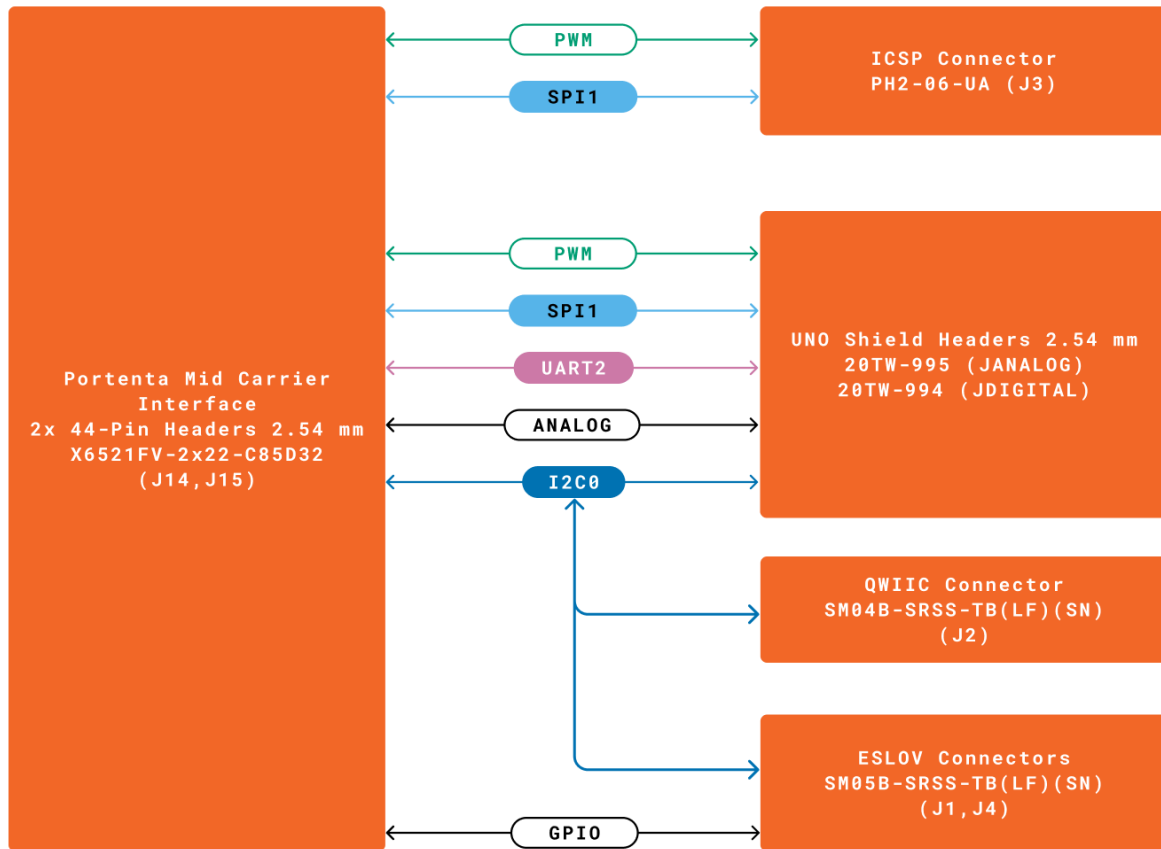 PWM
SPI1
ICSP Connector
PH2-06-UA (J3)
Portenta Mid Carrier
Interface
2x 44-Pin Headers 2.54 mm
X6521FV-2x22-C85D32
(J14,J15)
PWM
SPI1
UART2
ANALOG
I2C0
UNO Shield Headers 2.54 mm
20TW-995 (JANALOG)
20TW-994 (JDIGITAL)
QWIIC Connector
SM04B-SRSS-TB(LF)(SN)
(J2)
ESLOV Connectors
SM05B-SRSS-TB(LF)(SN)
(J1,J4)
GPIO